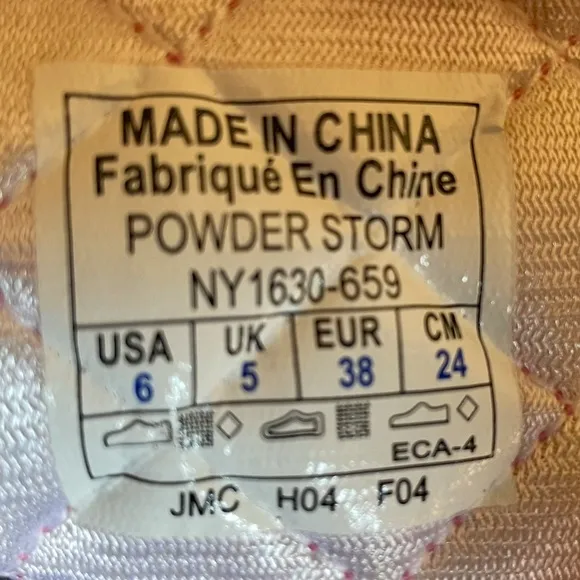 MADE IN CHINA
Fabriqué En Chine
POWDER STORM
NY1630-659
USA UK EUR CM
6 5 38 24
ECA-4
JMC H04 F04